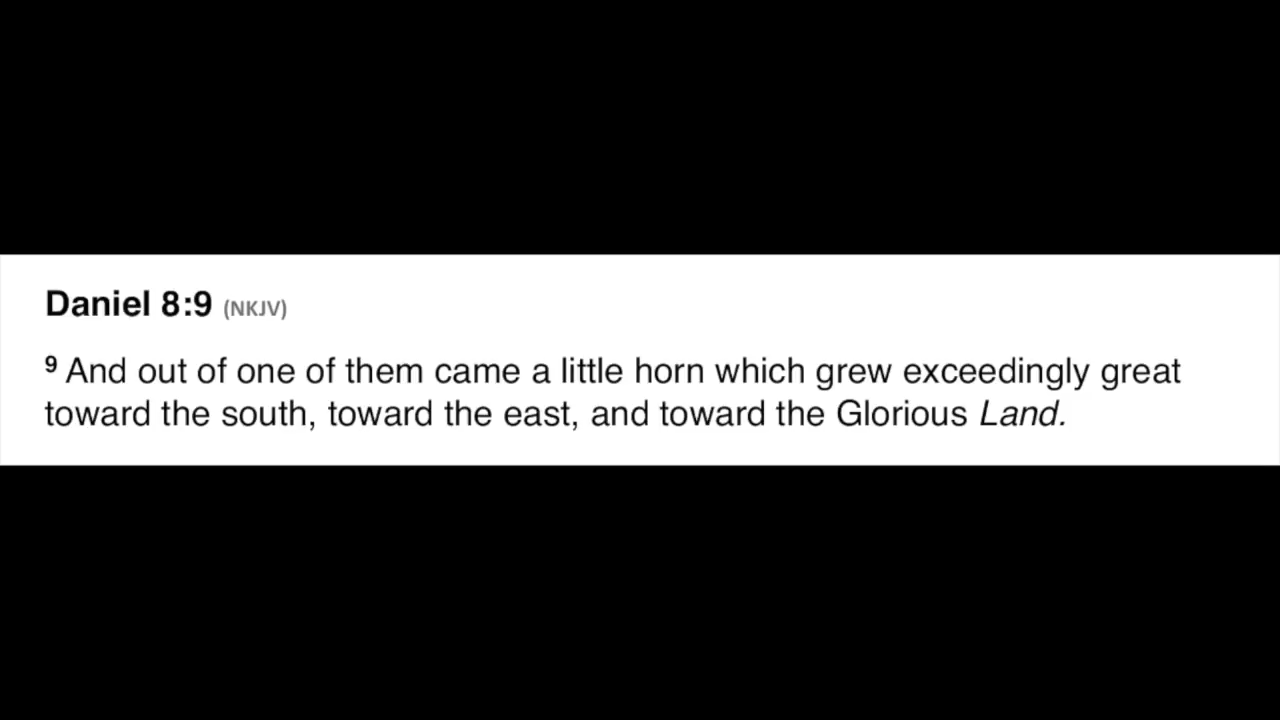 Daniel 8:9 (NKJV)
9 And out of one of them came a little horn which grew exceedingly great
toward the south, toward the east, and toward the Glorious Land.